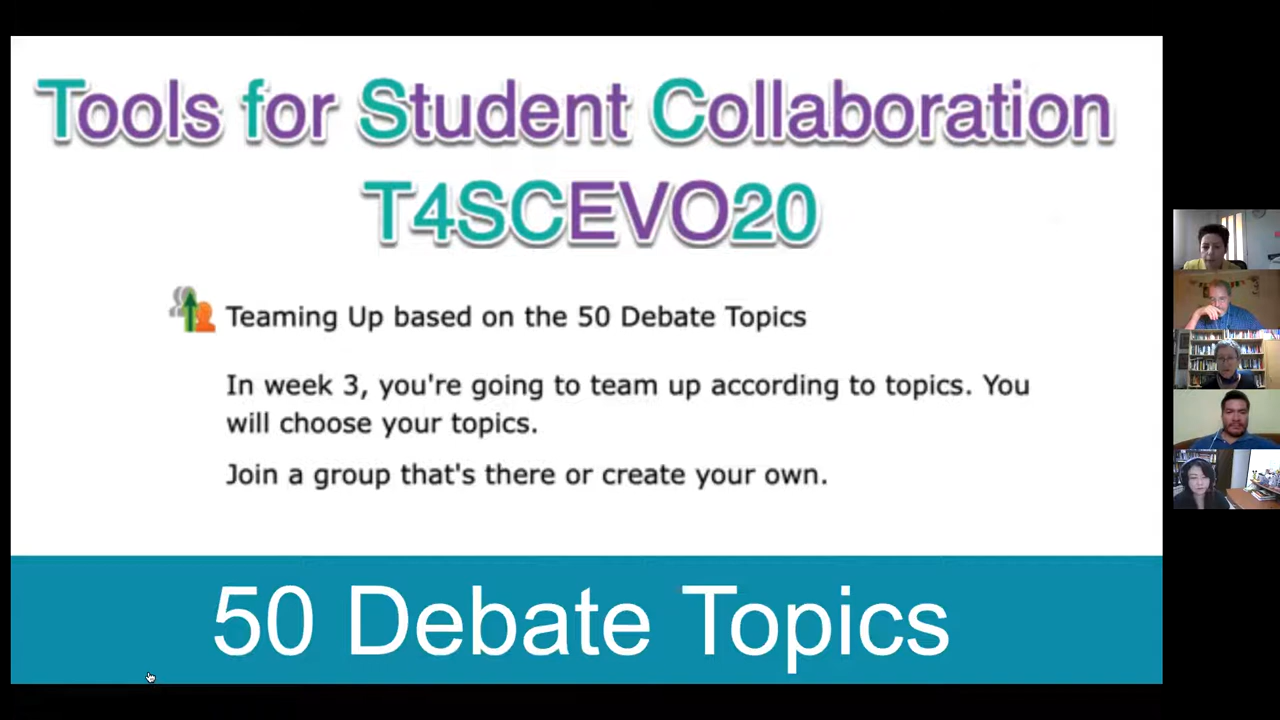 Tools for Student Collaboration
T4SCEVO20
Teaming Up based on the 50 Debate Topics
In week 3, you're going to team up according to topics. You
will choose your topics.
Join a group that's there or create your own.
50 Debate Topics